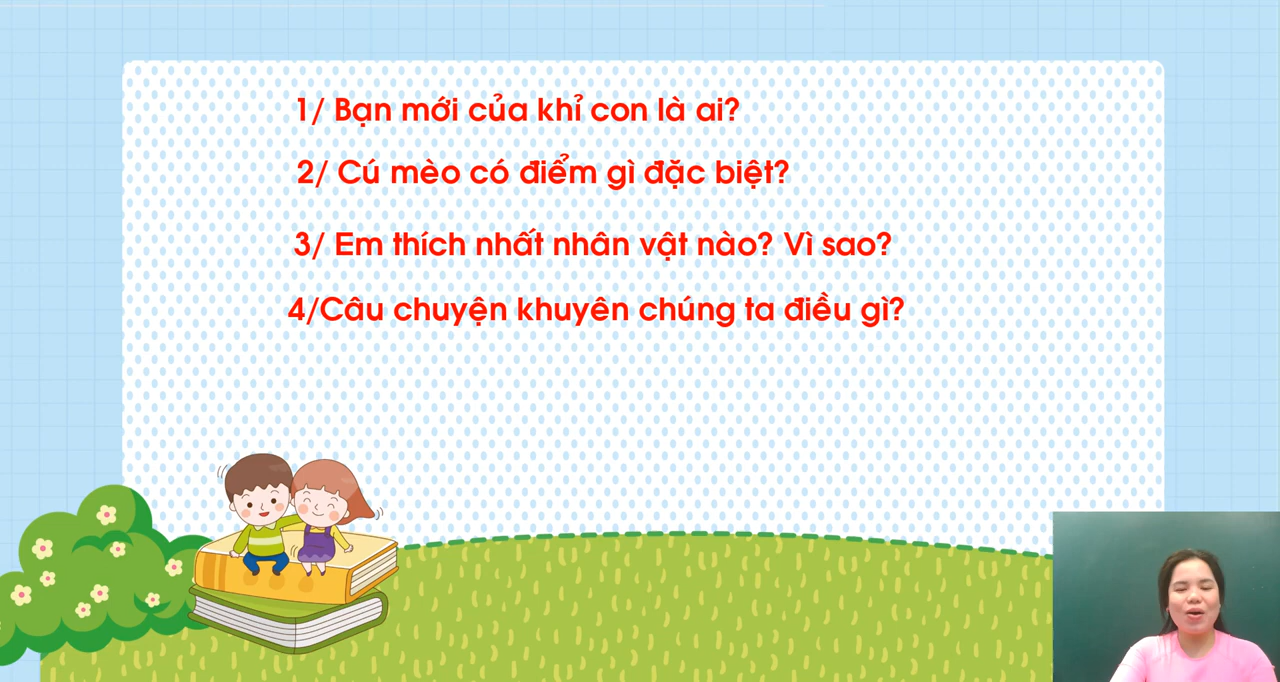 1/ Bạn mới của khỉ con là ai?
2/ Cú mèo có điểm gì đặc biệt?
3/ Em thích nhất nhân vật nào? Vì sao?
4/Câu chuyện khuyên chúng ta điều gì?